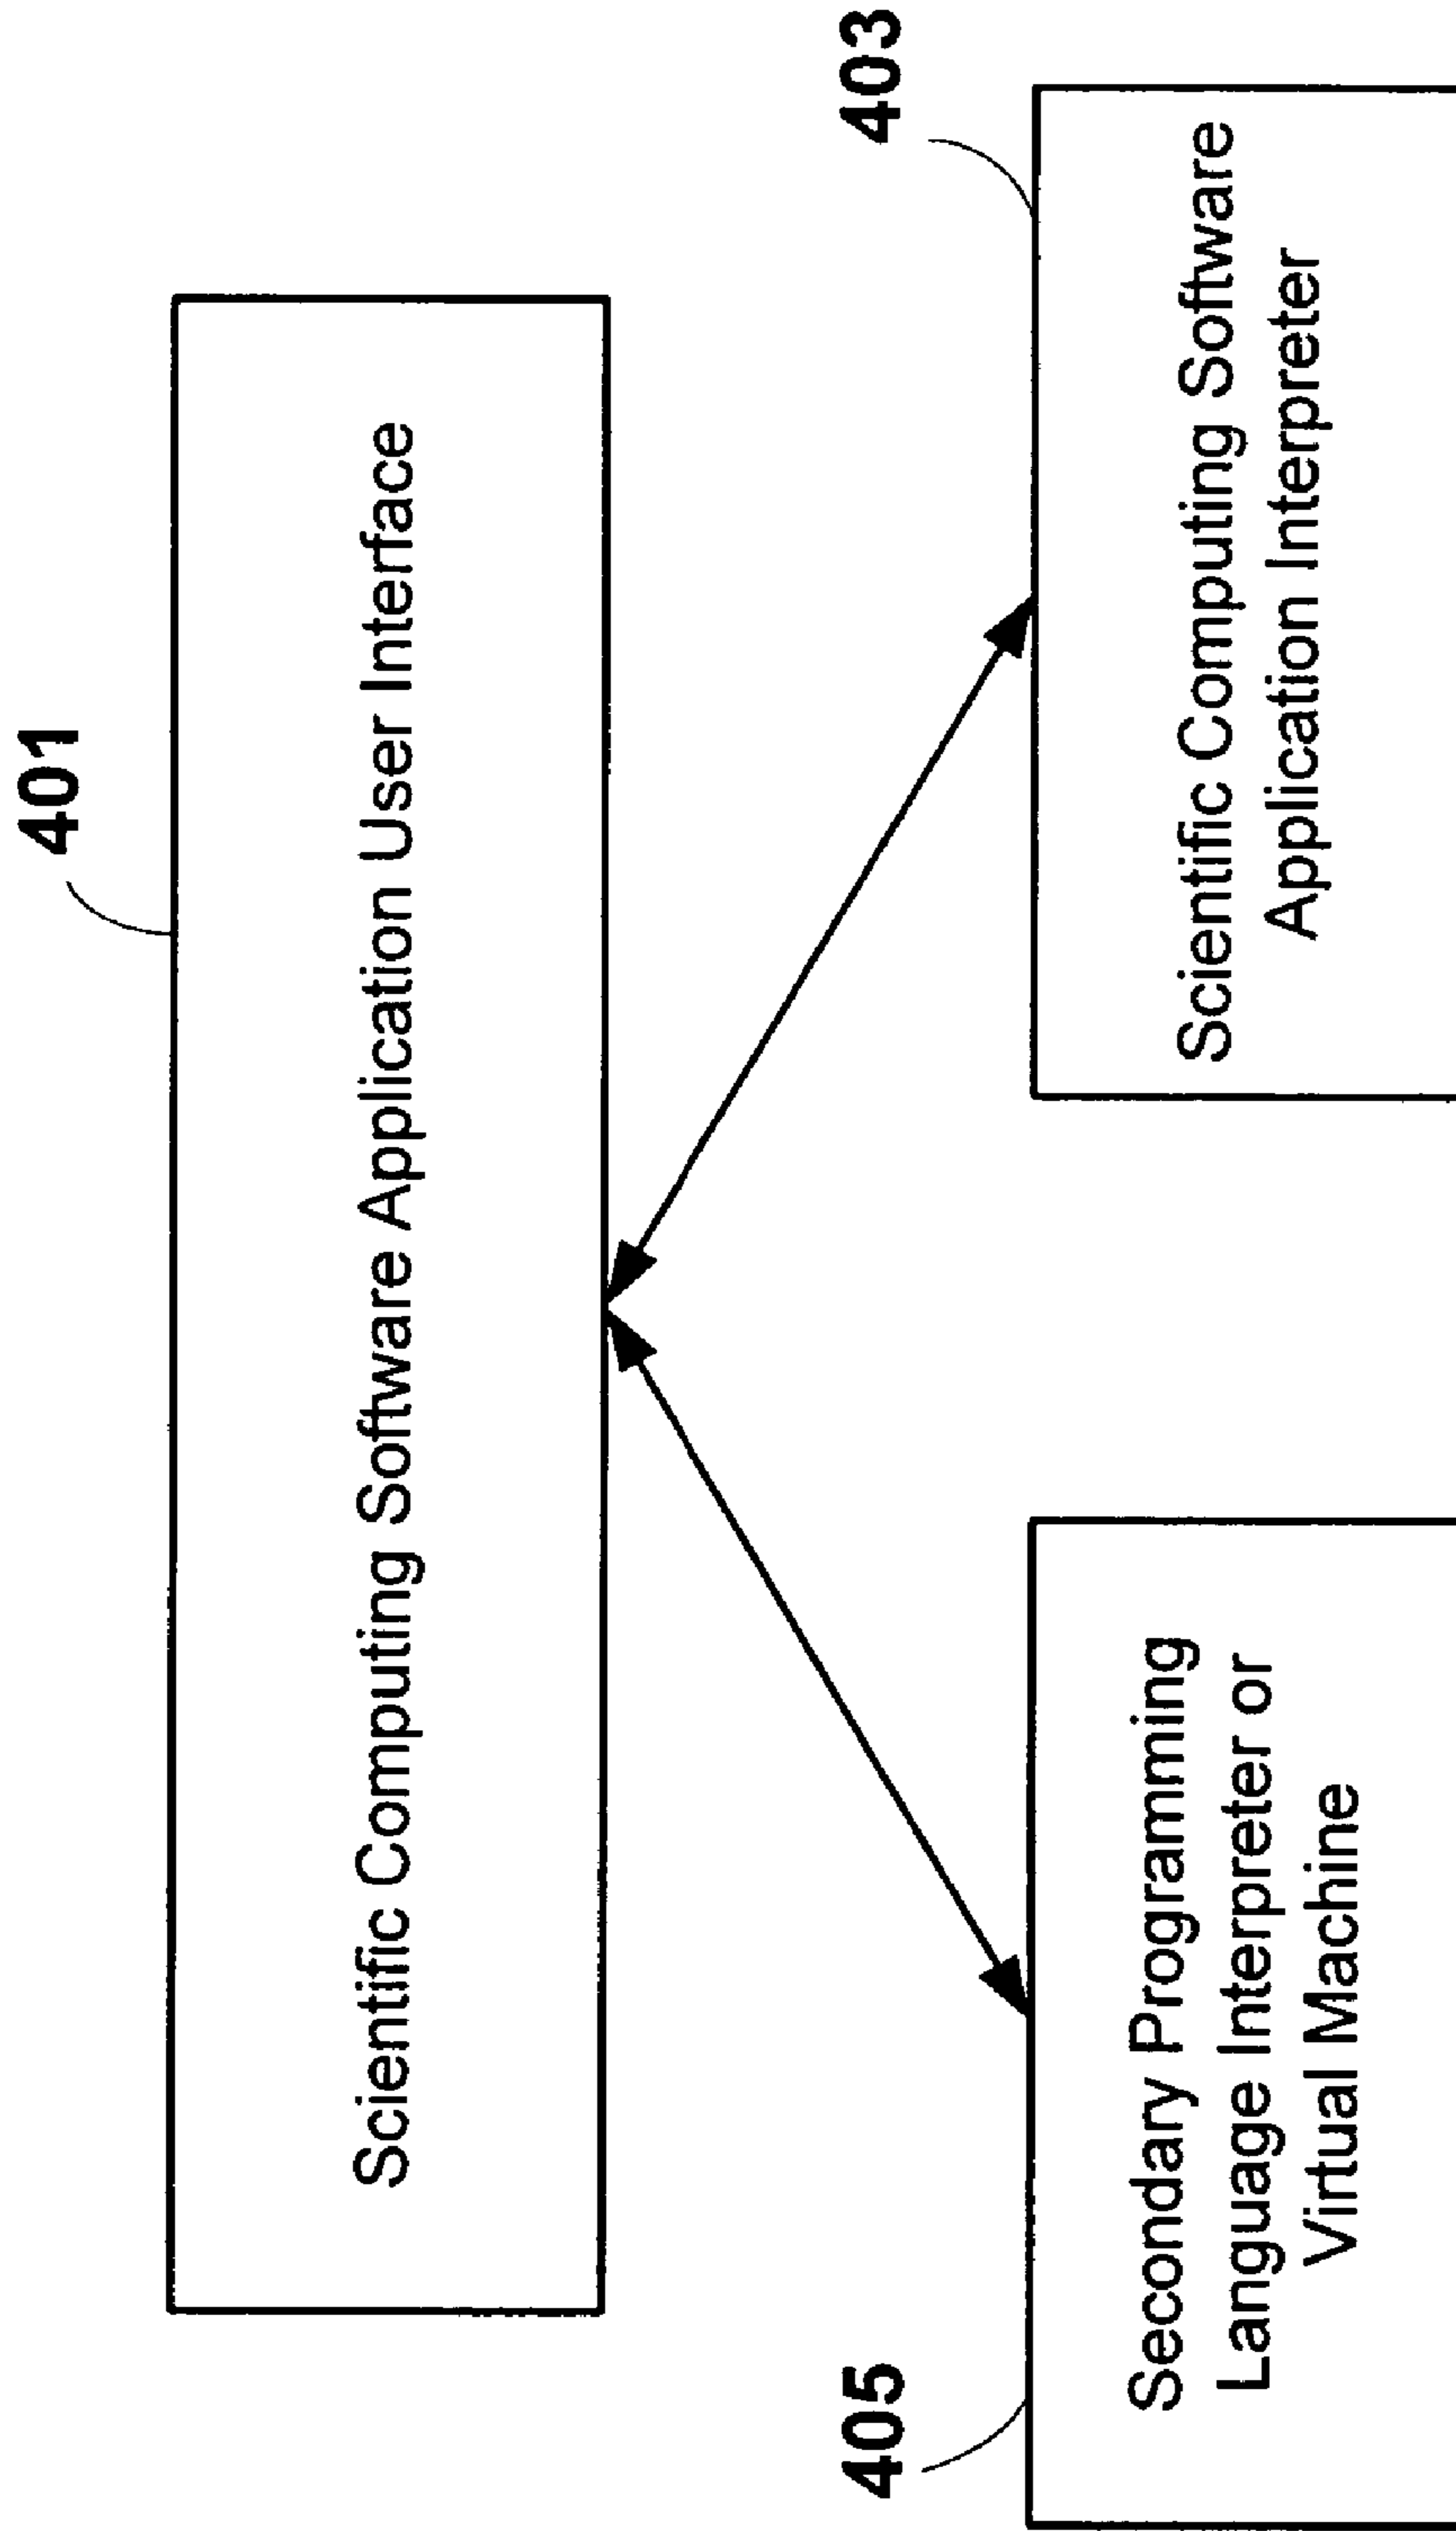 401
Scientific Computing Software Application User Interface
405
Secondary Programming
Language Interpreter or
Virtual Machine
403
Scientific Computing Software
Application Interpreter